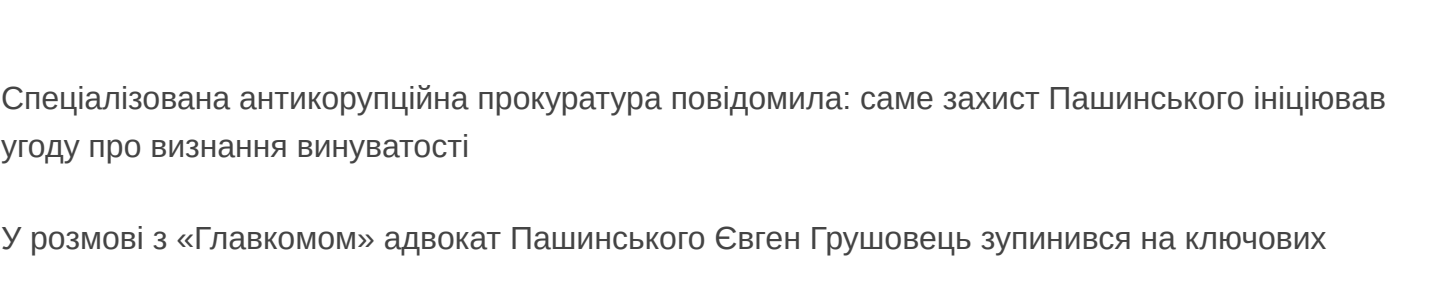 Спеціалізована антикорупційна прокуратура повідомила: саме захист Пашинського ініціював
угоду про визнання винуватості
У розмові з «Главкомом» адвокат Пашинського Євген Грушовець зупинився на ключових